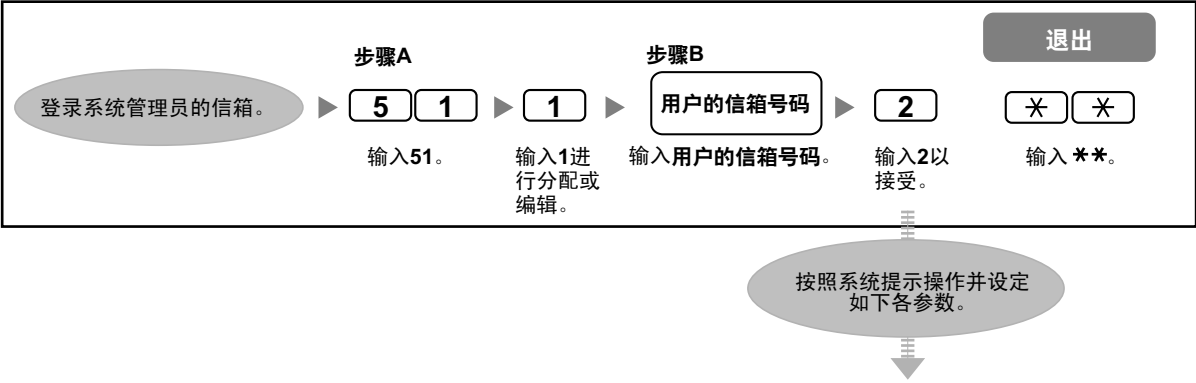 步骤A
步骤B
退出
登录系统管理员的信箱。
5 1
1
用户的信箱号码
2
* *
输入51。
输入1进
行分配或
编辑。
输入用户的信箱号码。
输入2以
接受。
输入**。
按照系统提示操作并设定
如下各参数。